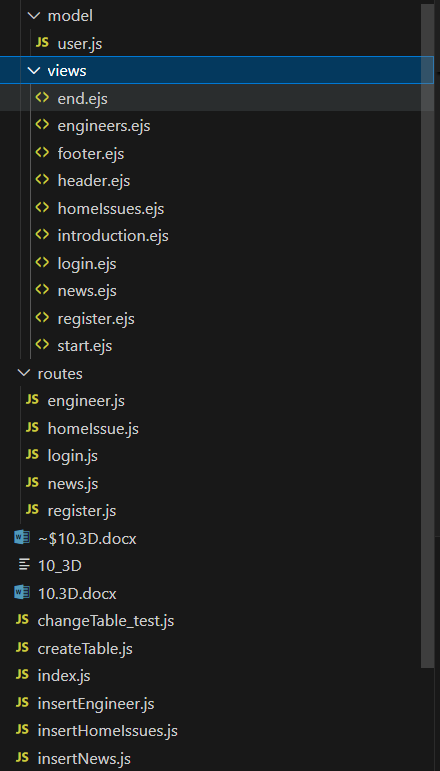 model
JS user.js
views
<> end.ejs
<> engineers.ejs
<> footer.ejs
<> header.ejs
<> homeIssues.ejs
<> introduction.ejs
<> login.ejs
<> news.ejs
<> register.ejs
<> start.ejs
routes
JS engineer.js
JS homeIssue.js
JS login.js
JS news.js
JS register.js
W ~$10.3D.docx
10_3D
W 10.3D.docx
JS changeTable_test.js
JS createTable.js
JS index.js
JS insertEngineer.js
JS insertHomeIssues.js
JS insertNews.js